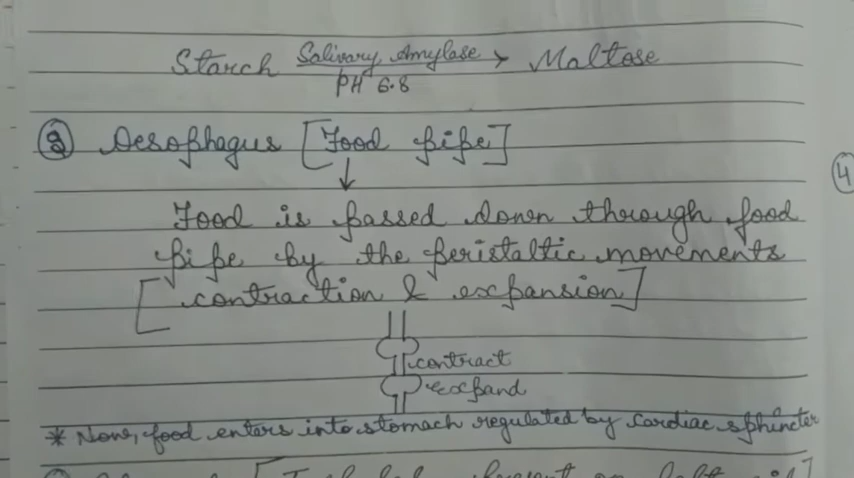 Starch Salivary Amylase → Maltose
PH 6.8
③ Oesophagus [Food pipe]
↓
Food is passed down through food
pipe by the peristaltic movements
[contraction & expansion]
contract
expand
* Now, food enters into stomach regulated by cardiac sphincter
④